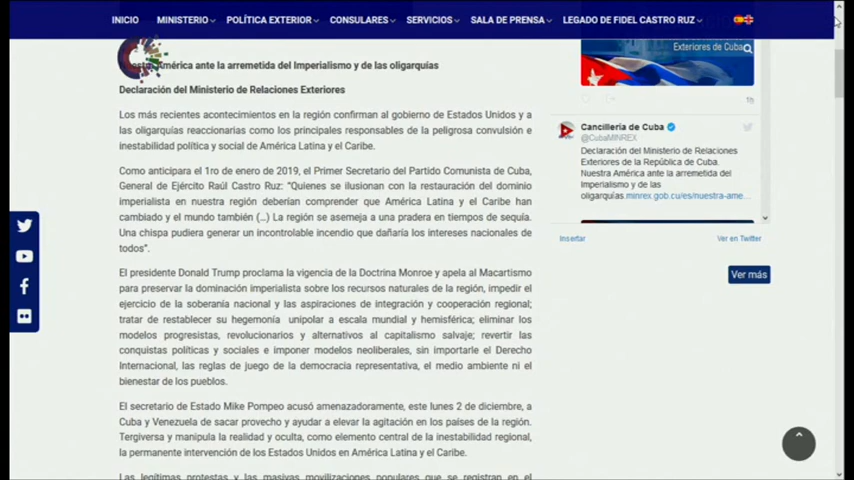 INICIO MINISTERIO POLÍTICA EXTERIOR CONSULARES SERVICIOS SALA DE PRENSA LEGADO DE FIDEL CASTRO RUZ
América ante la arremetida del Imperialismo y de las oligarquías
Declaración del Ministerio de Relaciones Exteriores
Los más recientes acontecimientos en la región confirman al gobierno de Estados Unidos y a
las oligarquías reaccionarias como los principales responsables de la peligrosa convulsión e
inestabilidad política y social de América Latina y el Caribe.
Como anticipara el 1ro de enero de 2019, el Primer Secretario del Partido Comunista de Cuba,
General de Ejército Raúl Castro Ruz: “Quienes se ilusionan con la restauración del dominio
imperialista en nuestra región deberían comprender que América Latina y el Caribe han
cambiado y el mundo también (…) La región se asemeja a una pradera en tiempos de sequía.
Una chispa pudiera generar un incontrolable incendio que dañaría los intereses nacionales de
todos”.
El presidente Donald Trump proclama la vigencia de la Doctrina Monroe y apela al Macartismo
para preservar la dominación imperialista sobre los recursos naturales de la región, impedir el
ejercicio de la soberanía nacional y las aspiraciones de integración y cooperación regional;
tratar de restablecer su hegemonía unipolar a escala mundial y hemisférica; eliminar los
modelos progresistas, revolucionarios y alternativos al capitalismo salvaje; revertir las
conquistas políticas y sociales e imponer modelos neoliberales, sin importarle el Derecho
Internacional, las reglas de juego de la democracia representativa, el medio ambiente ni el
bienestar de los pueblos.
El secretario de Estado Mike Pompeo acusó amenazadoramente, este lunes 2 de diciembre, a
Cuba y Venezuela de sacar provecho y ayudar a elevar la agitación en los países de la región.
Tergiversa y manipula la realidad y oculta, como elemento central de la inestabilidad regional,
la permanente intervención de los Estados Unidos en América Latina y el Caribe.
Las legítimas protestas y las masivas movilizaciones populares que se registran en el
Exteriores de Cuba
1h
Cancillería de Cuba
@CubaMINREX
Declaración del Ministerio de Relaciones
Exteriores de la República de Cuba.
Nuestra América ante la arremetida del
Imperialismo y de las
oligarquías.minrex.gob.cu/es/nuestra-ame…
Insertar Ver en Twitter
Ver más